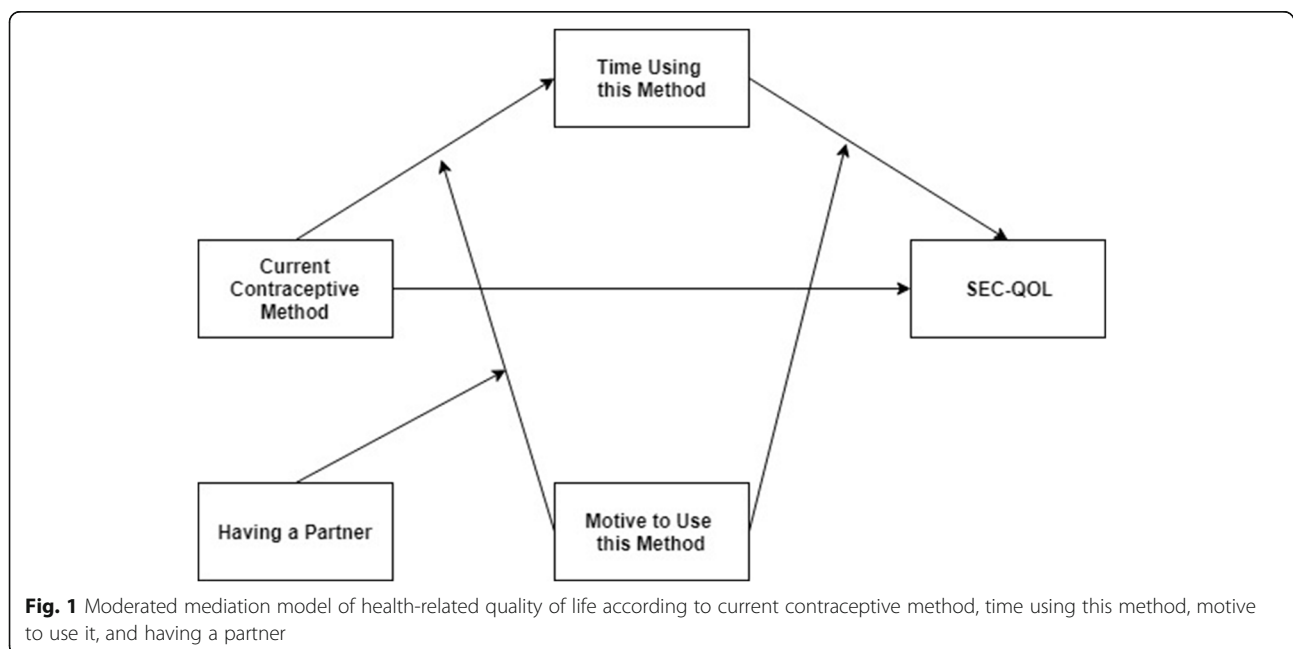 Time Using
this Method
Current
Contraceptive
Method
SEC-QOL
Having a Partner
Motive to Use
this Method
Fig. 1 Moderated mediation model of health-related quality of life according to current contraceptive method, time using this method, motive
to use it, and having a partner